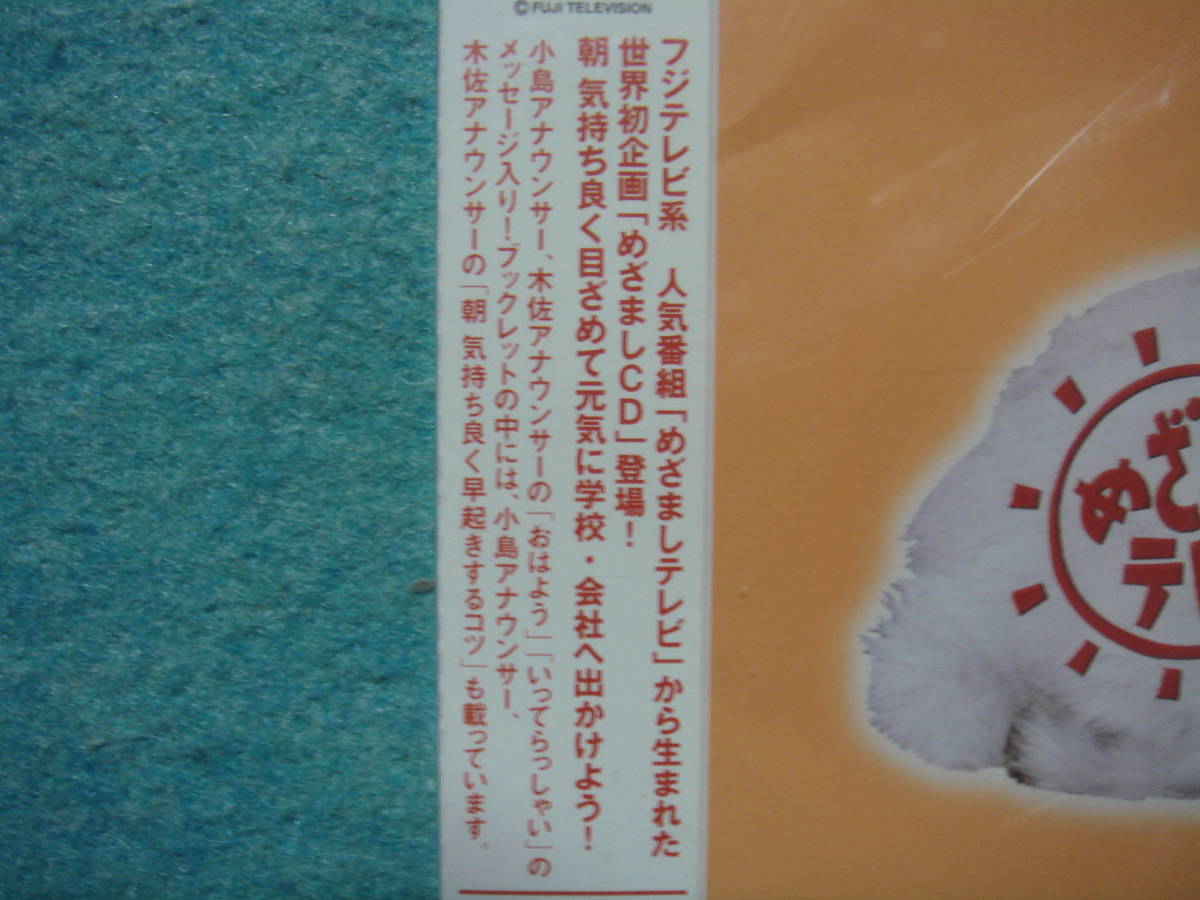 ©FUJI TELEVISION
フジテレビ系　人気番組「めざましテレビ」から生まれた
世界初企画「めざましCD」登場！
朝 気持ち良く目ざめて元気に学校・会社へ出かけよう！
小島アナウンサー、木佐アナウンサーの「おはよう」「いってらっしゃい」の
メッセージ入り！ブックレットの中には、小島アナウンサー、
木佐アナウンサーの「朝 気持ち良く早起きするコツ」も載っています。
めざ
テレ